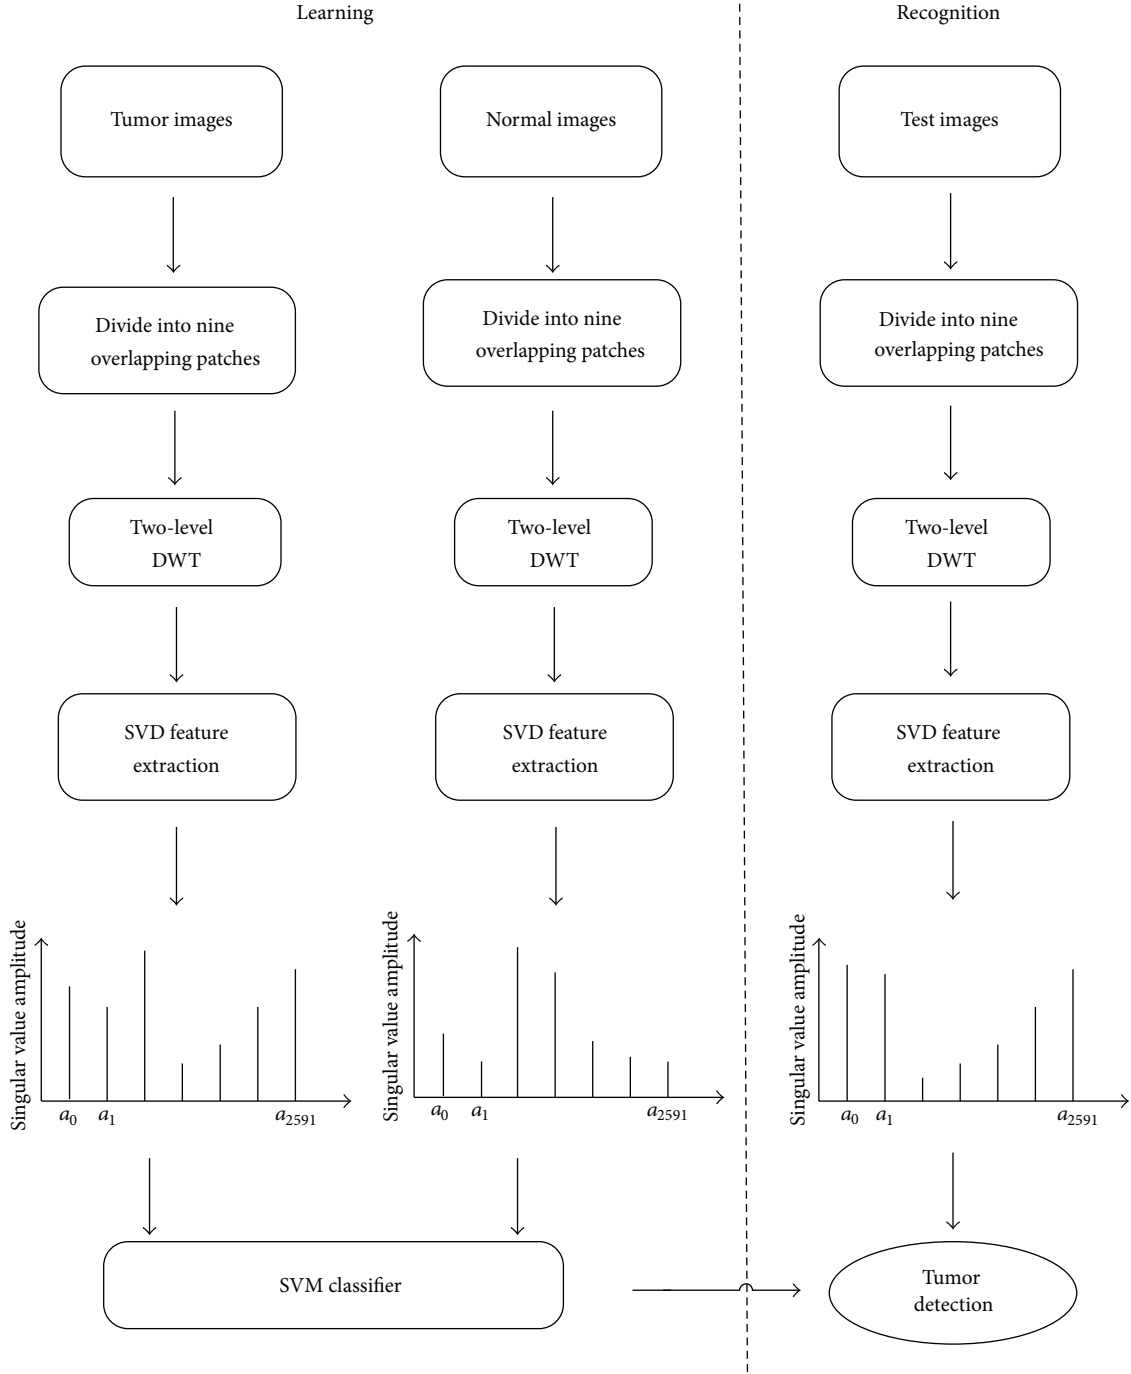 Learning
Recognition
Tumor images
Normal images
Test images
Divide into nine
overlapping patches
Divide into nine
overlapping patches
Divide into nine
overlapping patches
Two-level
DWT
Two-level
DWT
Two-level
DWT
SVD feature
extraction
SVD feature
extraction
SVD feature
extraction
Singular value amplitude
a0 a1 a2591
Singular value amplitude
a0 a1 a2591
Singular value amplitude
a0 a1 a2591
SVM classifier
Tumor
detection